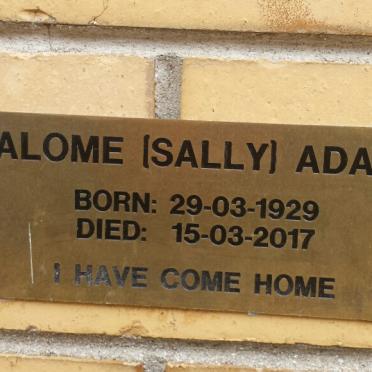 ALOME (SALLY) ADA
BORN: 29-03-1929
DIED: 15-03-2017
I HAVE COME HOME